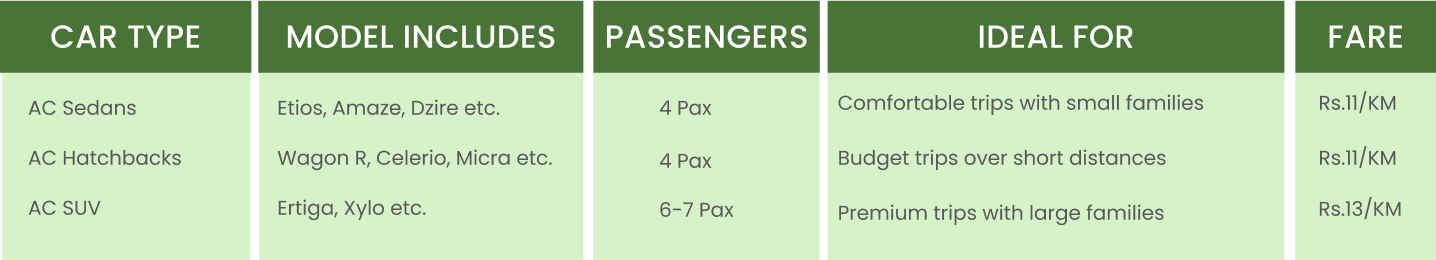 CAR TYPE MODEL INCLUDES PASSENGERS IDEAL FOR FARE
AC Sedans Etios, Amaze, Dzire etc. 4 Pax Comfortable trips with small families Rs.11/KM
AC Hatchbacks Wagon R, Celerio, Micra etc. 4 Pax Budget trips over short distances Rs.11/KM
AC SUV Ertiga, Xylo etc. 6-7 Pax Premium trips with large families Rs.13/KM